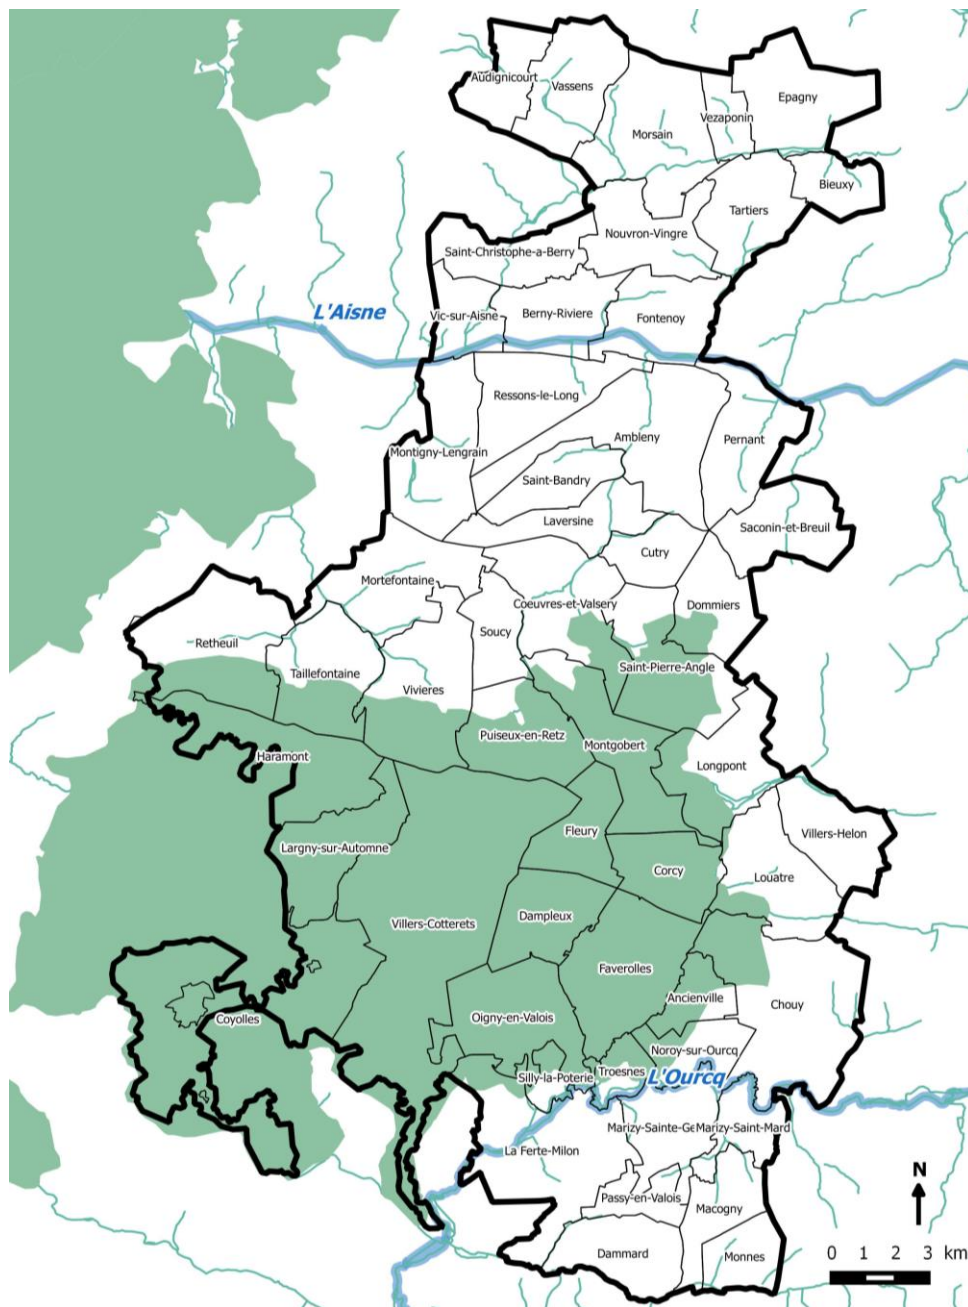 Audignicourt
Vassens
Epagny
Vezaponin
Morsain
Bieuxy
Tartiers
Nouvron-Vingre
Saint-Christophe-a-Berry
L'Aisne
Vic-sur-Aisne
Berny-Riviere
Fontenoy
Ressons-le-Long
Ambleny
Pernant
Montigny-Lengrain
Saint-Bandry
Laversine
Saconin-et-Breuil
Cutry
Mortefontaine
Coeuvres-et-Valsery
Dommiers
Retheuil
Soucy
Taillefontaine
Saint-Pierre-Aigle
Vivieres
Puiseux-en-Retz
Montgobert
Haramont
Longpont
Fleury
Villers-Helon
Largny-sur-Automne
Corcy
Louatre
Villers-Cotterets
Dampleux
Faverolles
Ancienville
Chouy
Coyolles
Oigny-en-Valois
Noroy-sur-Ourcq
Silly-la-Poterie
Troesnes
L'Ourcq
Marizy-Sainte-Ge
Marizy-Saint-Mard
La Ferte-Milon
Passy-en-Valois
Macogny
Dammard
Monnes
N
0 1 2 3 km